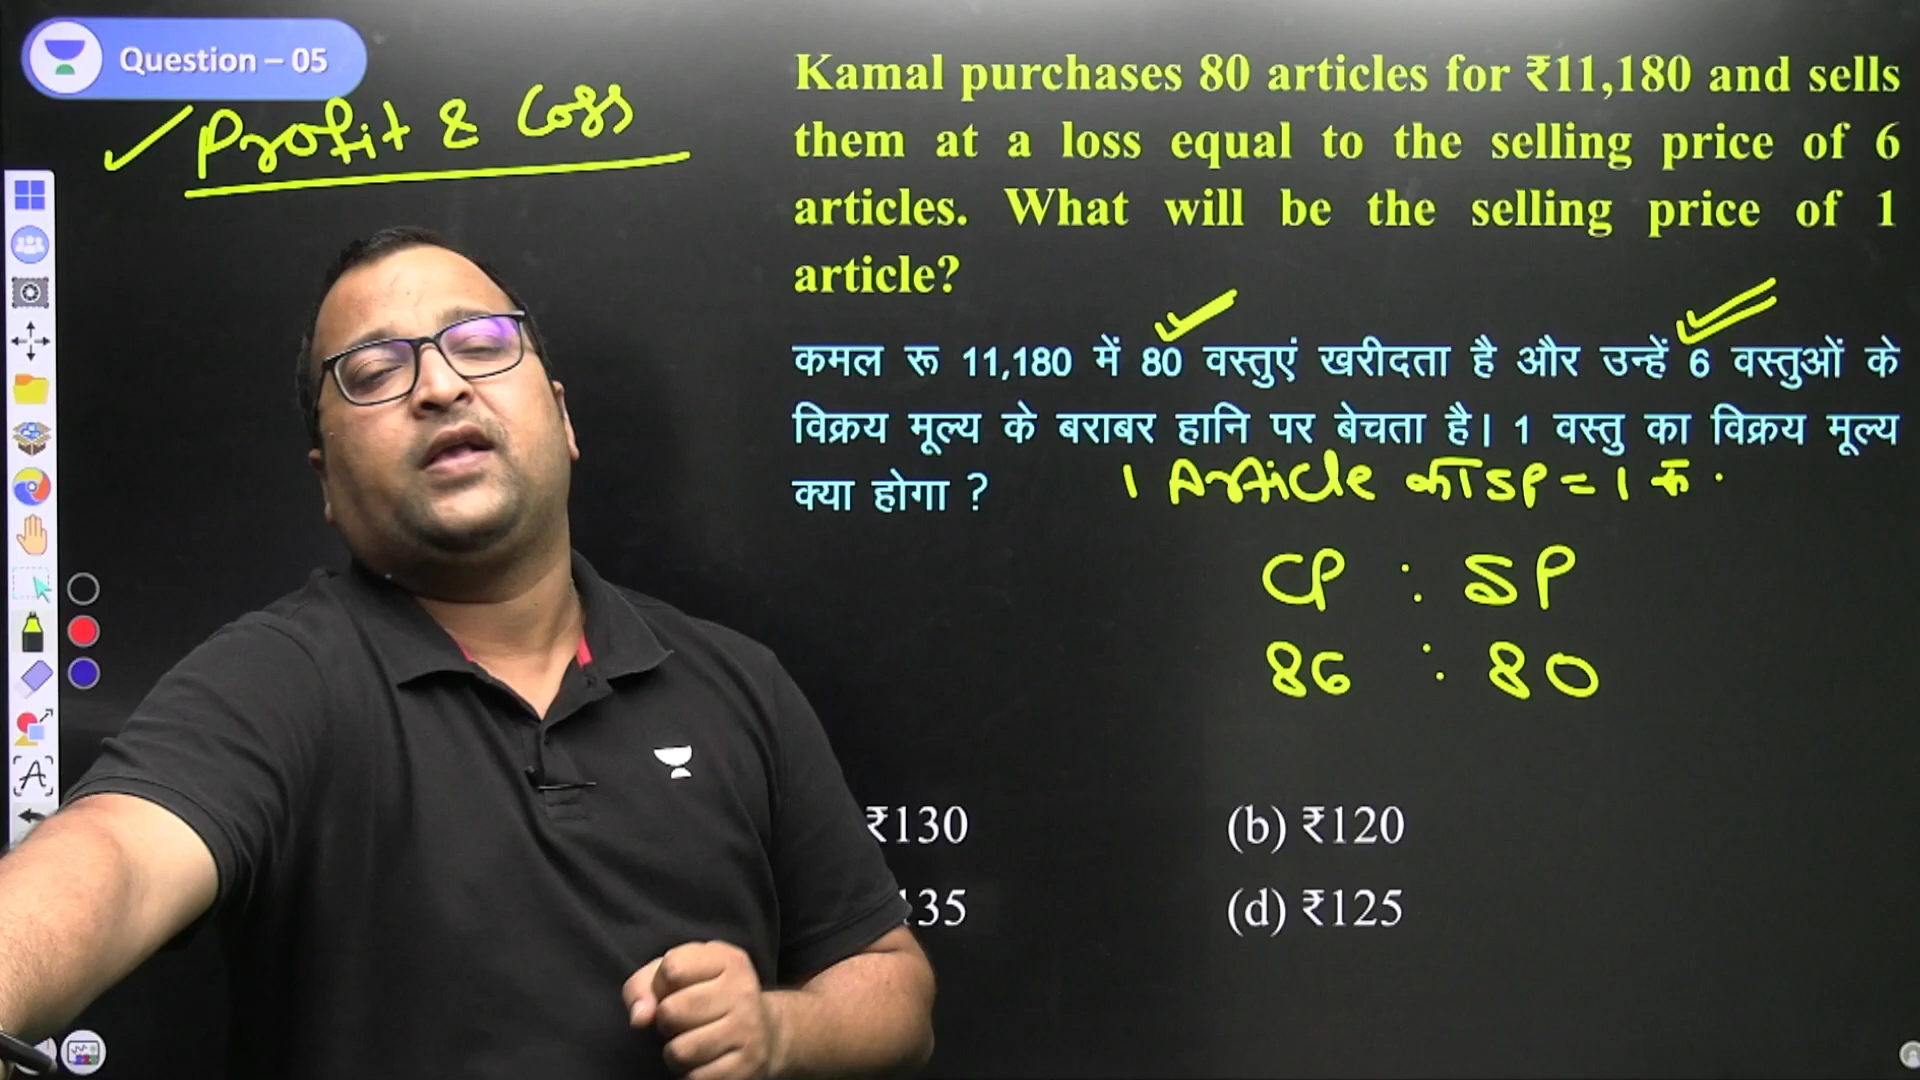 Question – 05
Profit & Loss
Kamal purchases 80 articles for ₹11,180 and sells
them at a loss equal to the selling price of 6
articles. What will be the selling price of 1
article?
कमल रू 11,180 में 80 वस्तुएं खरीदता है और उन्हें 6 वस्तुओं के
विक्रय मूल्य के बराबर हानि पर बेचता है। 1 वस्तु का विक्रय मूल्य
क्या होगा ?
1 Article का SP = 1 रू.
CP : SP
86 : 80
₹130
(b) ₹120
35
(d) ₹125